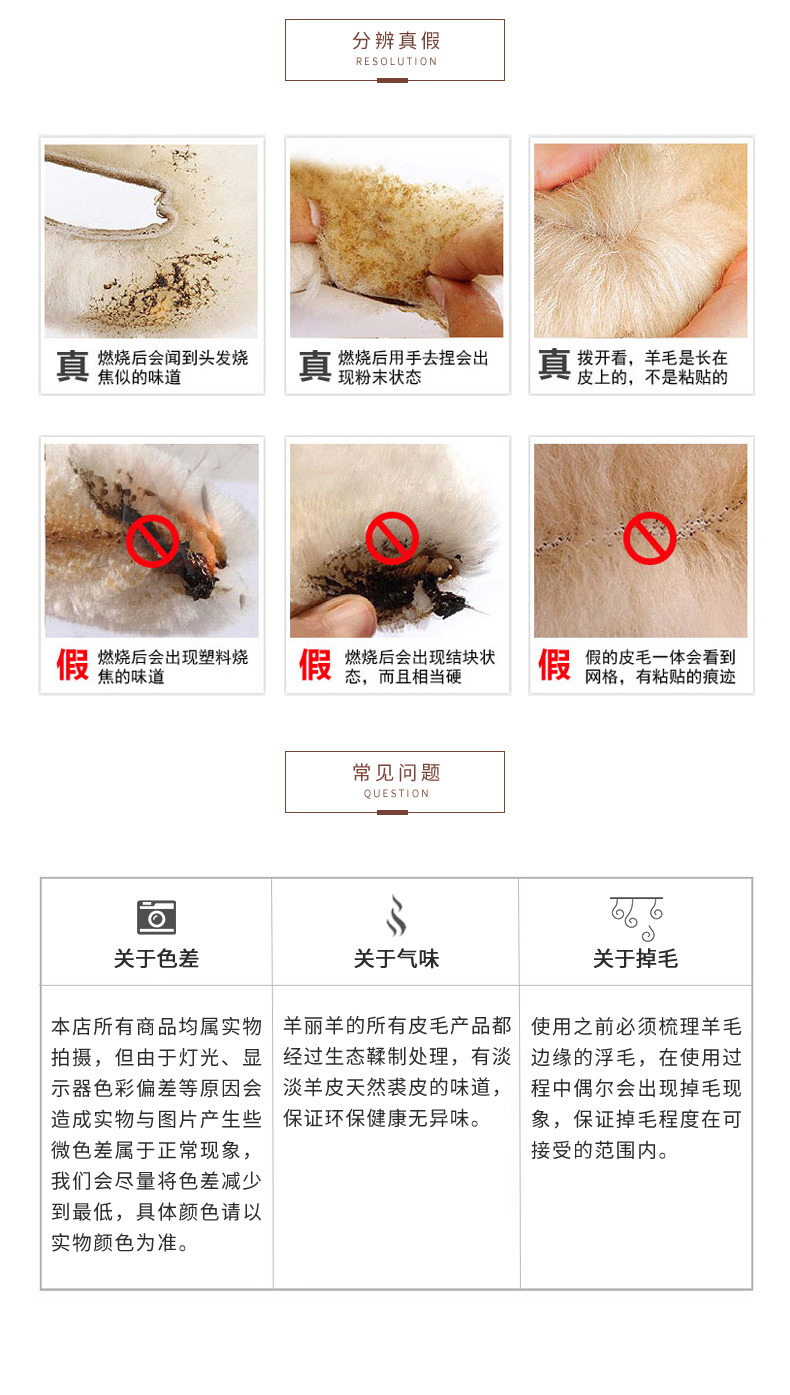 分辨真假
RESOLUTION
真 燃烧后会闻到头发烧
焦似的味道
真 燃烧后用手去捏会出
现粉末状态
真 拨开看，羊毛是长在
皮上的，不是粘贴的
假 燃烧后会出现塑料烧
焦的味道
假 燃烧后会出现结块状
态，而且相当硬
假 假的皮毛一体会看到
网格，有粘贴的痕迹
常见问题
QUESTION
关于色差
本店所有商品均属实物
拍摄，但由于灯光、显
示器色彩偏差等原因会
造成实物与图片产生些
微色差属于正常现象，
我们会尽量将色差减少
到最低，具体颜色请以
实物颜色为准。
关于气味
羊丽羊的所有皮毛产品都
经过生态鞣制处理，有淡
淡羊皮天然裘皮的味道，
保证环保健康无异味。
关于掉毛
使用之前必须梳理羊毛
边缘的浮毛，在使用过
程中偶尔会出现掉毛现
象，保证掉毛程度在可
接受的范围内。